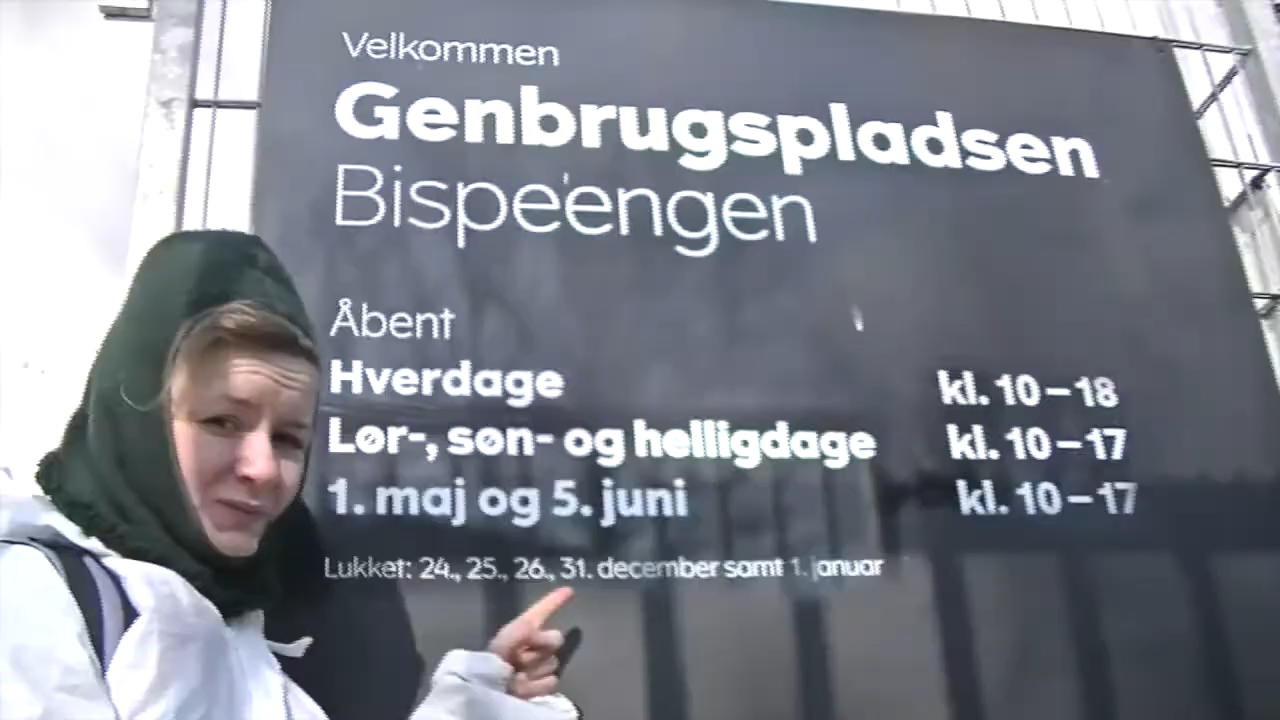 Velkommen
Genbrugspladsen
Bispeengen
Åbent
Hverdage kl. 10 – 18
Lør-, søn- og helligdage kl. 10 – 17
1. maj og 5. juni kl. 10 – 17
Lukket: 24., 25., 26., 31. december samt 1. januar